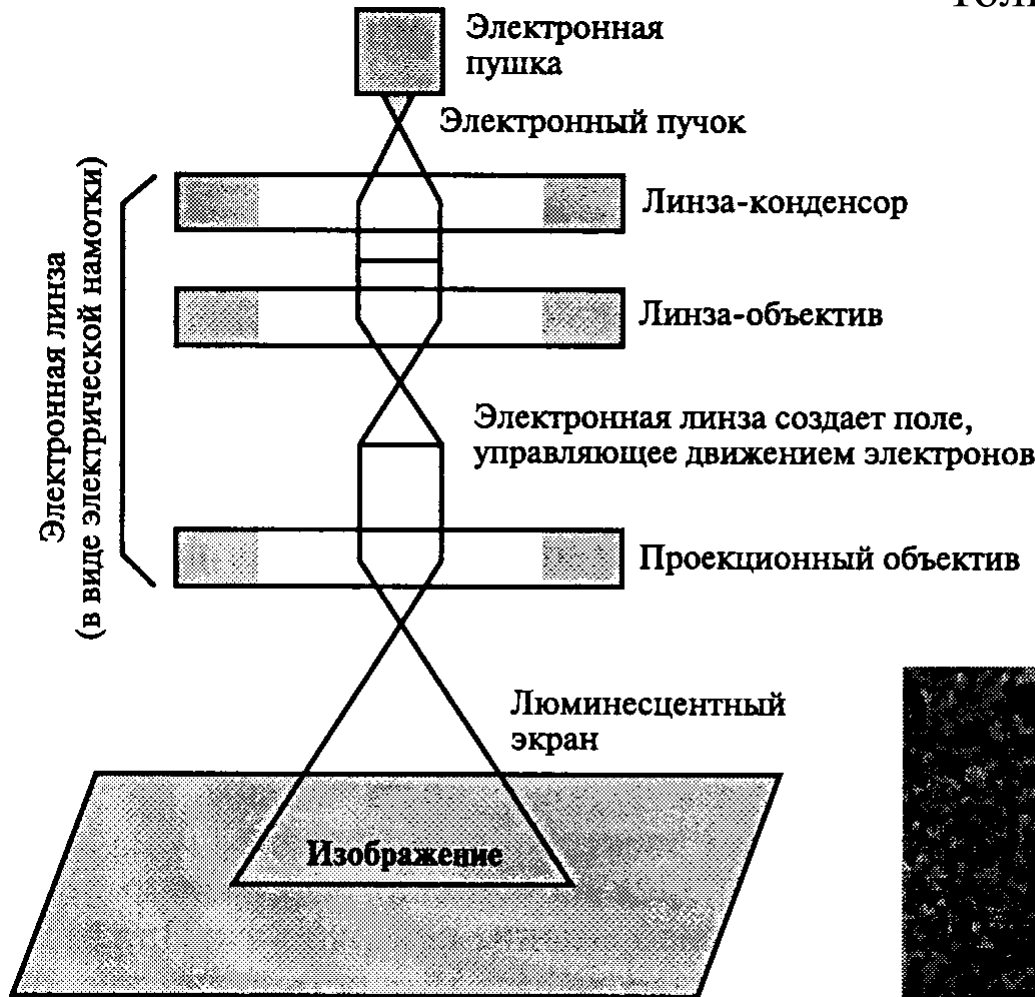 Электронная
пушка
Электронный пучок
Линза-конденсор
Линза-объектив
Электронная линза
(в виде электрической намотки)
Электронная линза создает поле,
управляющее движением электронов
Проекционный объектив
Люминесцентный
экран
Изображение